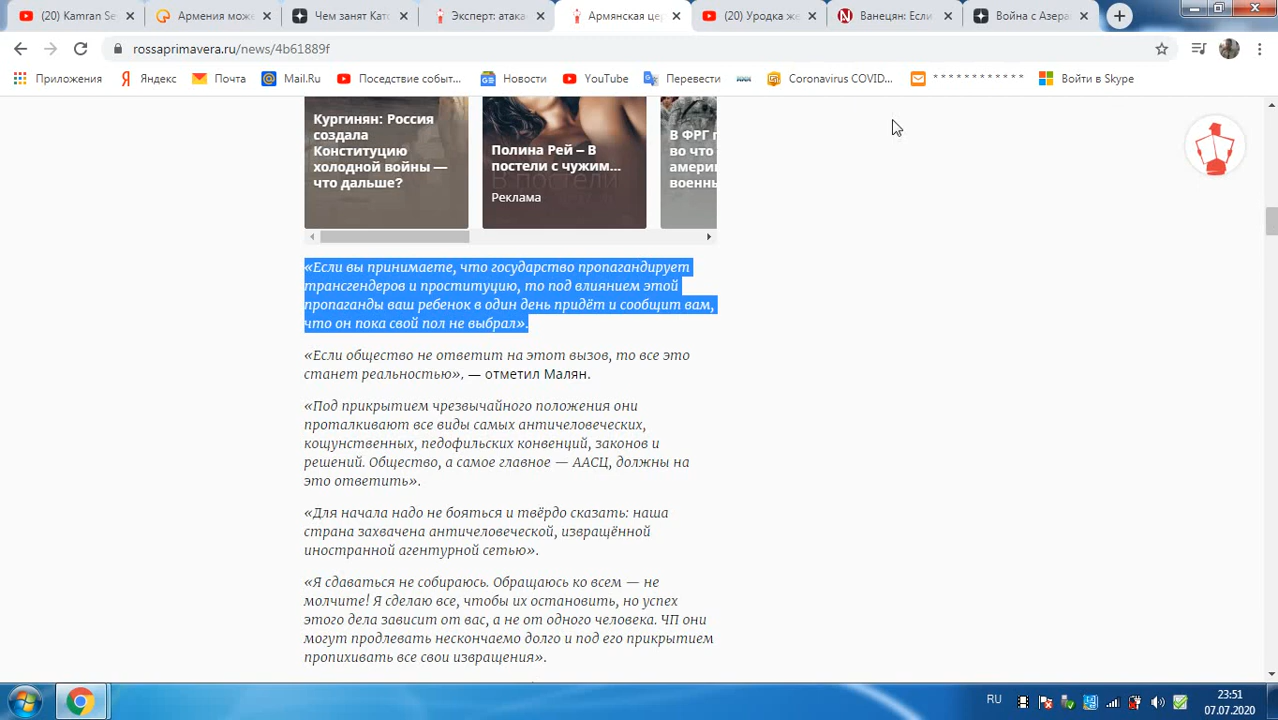 (20) Kamran Se
Армения мож
Чем занят Като
Эксперт: атака
Армянская це
(20) Уродка же
Ванецян: Если
Война с Азера
rossaprimavera.ru/news/4b61889f
Приложения
Яндекс
Почта
Mail.Ru
Поседствие событ...
Новости
YouTube
Перевести
Coronavirus COVID...
* * * * * * * * * * * *
Войти в Skype
Кургинян: Россия
создала
Конституцию
холодной войны —
что дальше?
Полина Рей – В
постели с чужим...
Реклама
В ФРГ
во что
америк
военны
«Если вы принимаете, что государство пропагандирует
трансгендеров и проституцию, то под влиянием этой
пропаганды ваш ребенок в один день придёт и сообщит вам,
что он пока свой пол не выбрал».
«Если общество не ответит на этот вызов, то все это
станет реальностью», — отметил Малян.
«Под прикрытием чрезвычайного положения они
проталкивают все виды самых античеловеческих,
кощунственных, педофильских конвенций, законов и
решений. Общество, а самое главное — ААСЦ, должны на
это ответить».
«Для начала надо не бояться и твёрдо сказать: наша
страна захвачена античеловеческой, извращённой
иностранной агентурной сетью».
«Я сдаваться не собираюсь. Обращаюсь ко всем — не
молчите! Я сделаю все, чтобы их остановить, но успех
этого дела зависит от вас, а не от одного человека. ЧП они
могут продлевать нескончаемо долго и под его прикрытием
пропихивать все свои извращения».
RU
23:51
07.07.2020